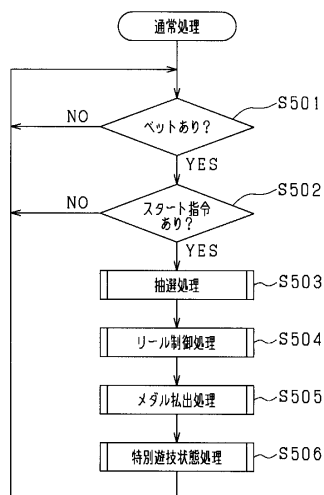 通常処理
S501
ベットあり？
NO
YES
S502
スタート指令
あり？
NO
YES
抽選処理
S503
リール制御処理
S504
メダル払出処理
S505
特別遊技状態処理
S506